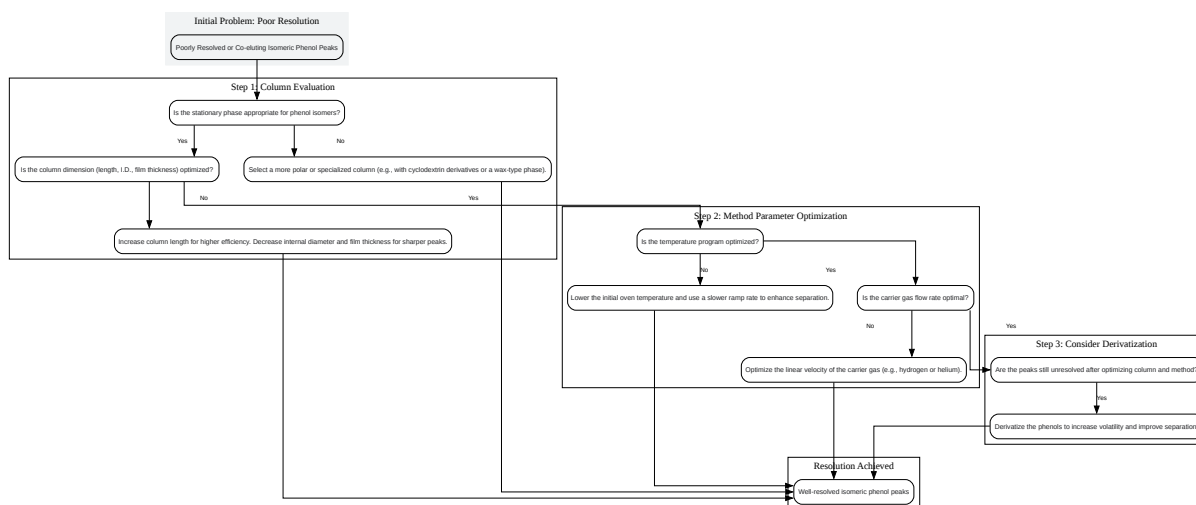 Initial Problem: Poor Resolution
Poorly Resolved or Co-eluting Isomeric Phenol Peaks
Step 1: Column Evaluation
Is the stationary phase appropriate for phenol isomers?
Yes
No
Is the column dimension (length, I.D., film thickness) optimized?
Select a more polar or specialized column (e.g., with cyclodextrin derivatives or a wax-type phase).
No
Yes
Increase column length for higher efficiency. Decrease internal diameter and film thickness for sharper peaks.
Step 2: Method Parameter Optimization
Is the temperature program optimized?
No
Yes
Lower the initial oven temperature and use a slower ramp rate to enhance separation.
Is the carrier gas flow rate optimal?
No
Yes
Optimize the linear velocity of the carrier gas (e.g., hydrogen or helium).
Step 3: Consider Derivatization
Are the peaks still unresolved after optimizing column and method?
Yes
Derivatize the phenols to increase volatility and improve separation
Resolution Achieved
Well-resolved isomeric phenol peaks